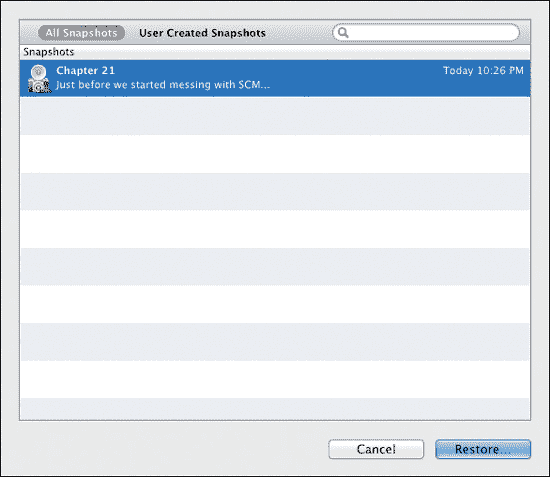 All Snapshots User Created Snapshots
Snapshots
Chapter 21 Today 10:26 PM
Just before we started messing with SCM...
Cancel Restore...